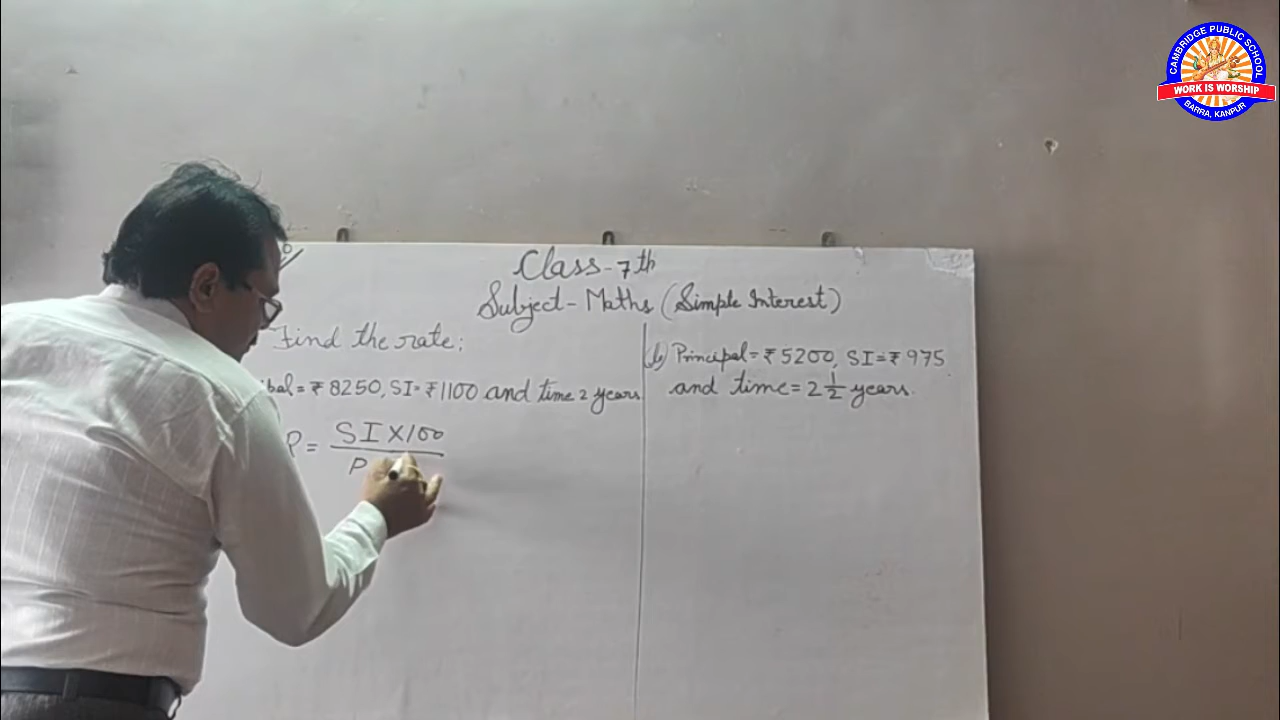 CAMBRIDGE PUBLIC SCHOOL
WORK IS WORSHIP
BARRA, KANPUR
Class-7th
Subject-Maths (Simple Interest)
Find the rate:
= ₹ 8250, SI= ₹1100 and time 2 years.
R = SI X 100
P
(b) Principal = ₹ 5200, SI = ₹ 975
and time = 2 1/2 years.